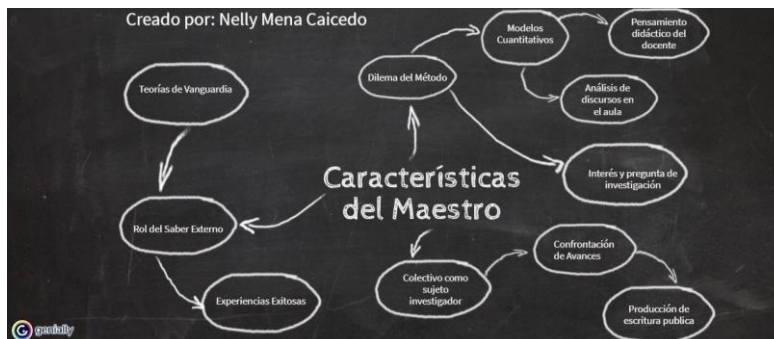 Creado por: Nelly Mena Caicedo
Modelos
Cuantitativos
Pensamiento
didáctico del
docente
Teorías de Vanguardia
Dilema del Método
Análisis de
discursos en
el aula
Características
del Maestro
Interés y pregunta de
investigación
Rol del Saber Externo
Confrontación
de Avances
Colectivo como
sujeto
investigador
Experiencias Exitosas
Producción de
escritura publica
genially